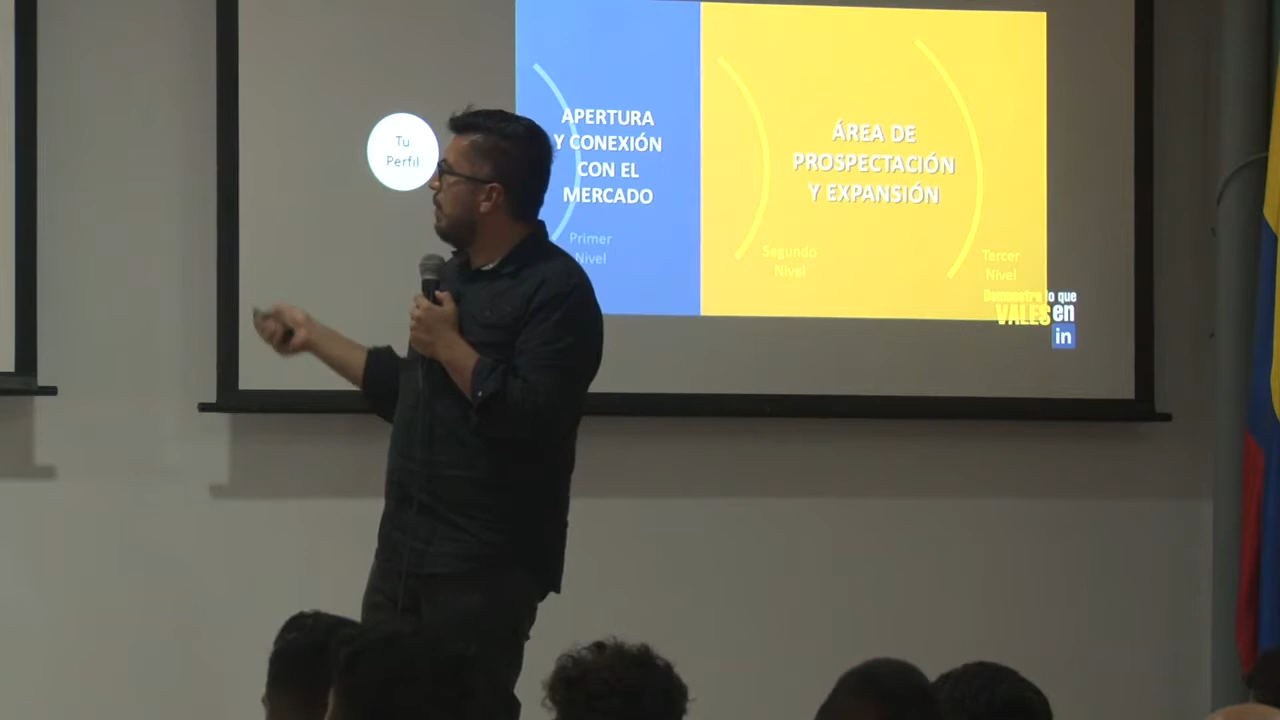 Tu
Perfil
APERTURA
Y CONEXIÓN
CON EL
MERCADO
Primer
Nivel
ÁREA DE
PROSPECTACIÓN
Y EXPANSIÓN
Segundo
Nivel
Tercer
Nivel
Demuestra lo que
VALES en
in